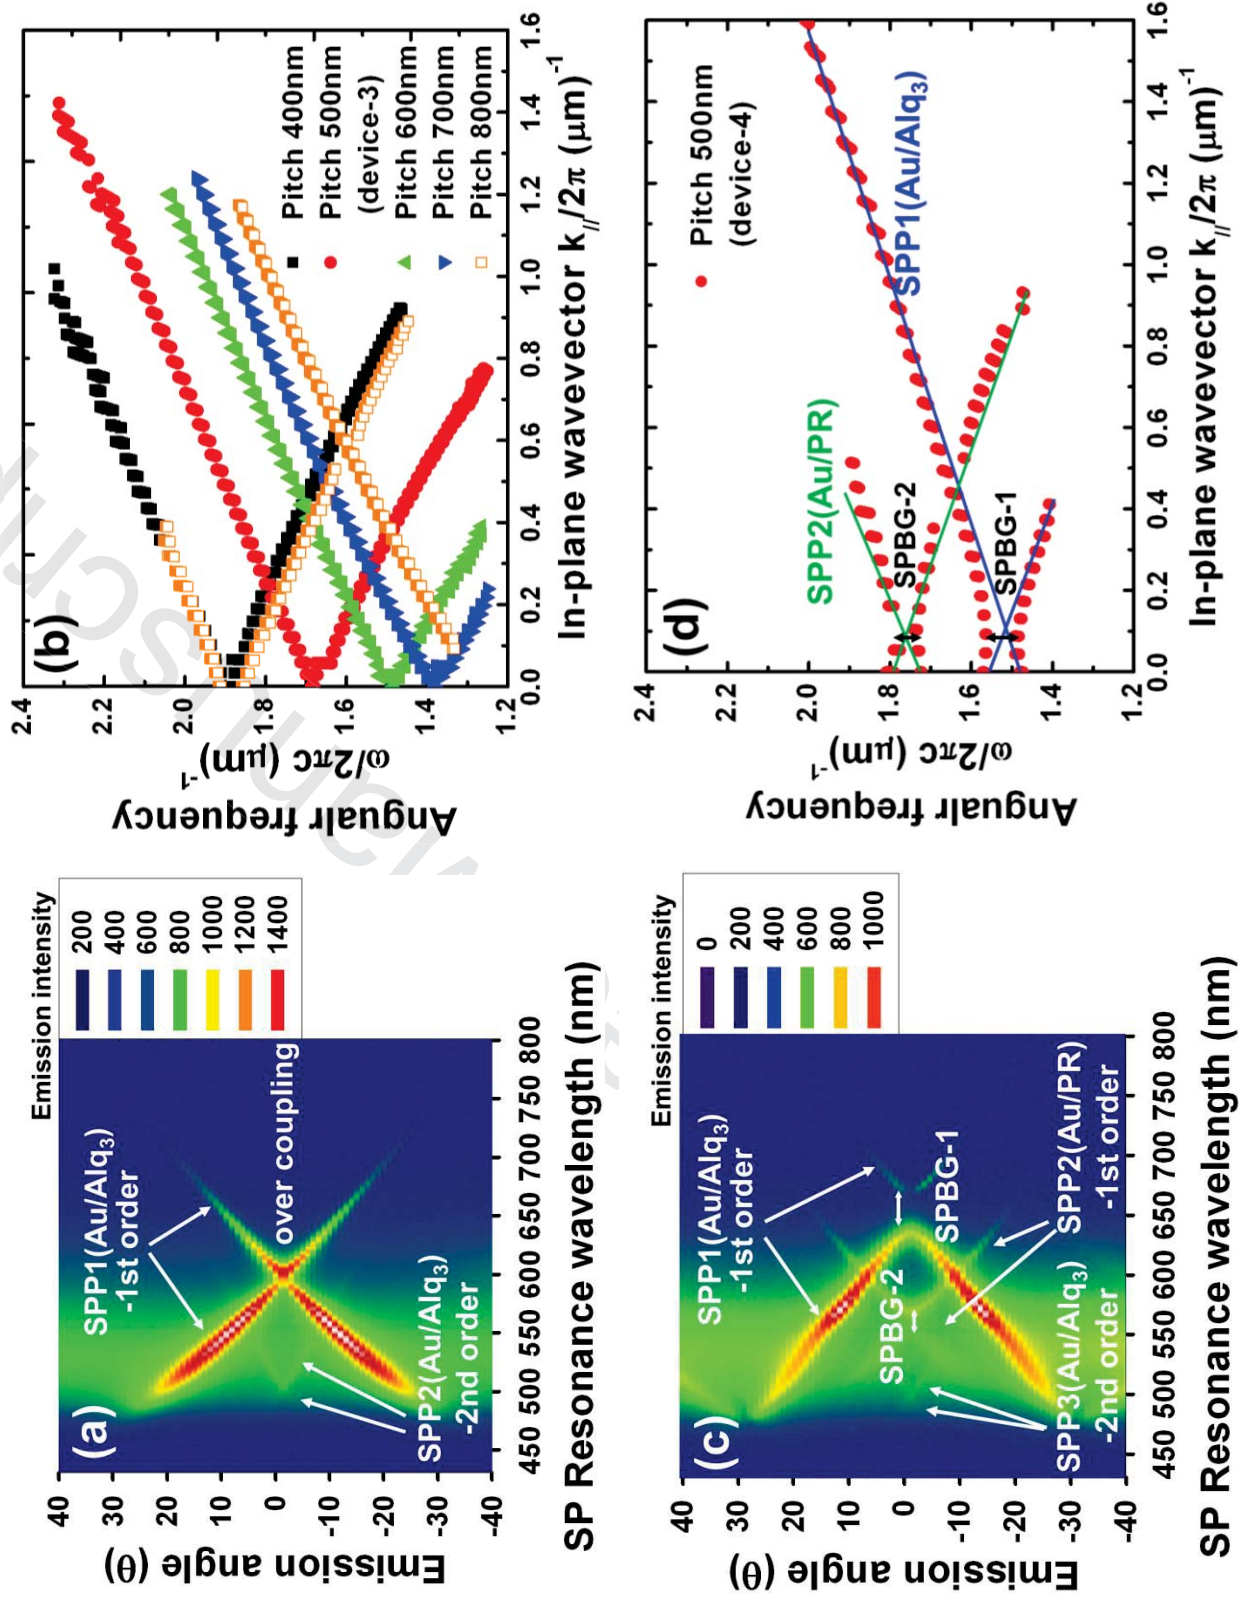 (a)
Emission intensity
200
400
600
800
1000
1200
1400
SPP1(Au/Alq₃)
-1st order
over coupling
SPP2(Au/Alq₃)
-2nd order
40
30
20
10
0
-10
-20
-30
-40
Emission angle (θ)
450 500 550 600 650 700 750 800
SP Resonance wavelength (nm)
(b)
Pitch 400nm
Pitch 500nm
(device-3)
Pitch 600nm
Pitch 700nm
Pitch 800nm
2.4
2.2
2.0
1.8
1.6
1.4
1.2
Angualr frequency
ω/2πc (μm)⁻¹
0.0 0.2 0.4 0.6 0.8 1.0 1.2 1.4 1.6
In-plane wavevector k∥/2π (μm)⁻¹
(c)
Emission intensity
0
200
400
600
800
1000
SPP1(Au/Alq₃)
-1st order
SPBG-2
SPBG-1
SPP3(Au/Alq₃)
-2nd order
SPP2(Au/PR)
-1st order
40
30
20
10
0
-10
-20
-30
-40
Emission angle (θ)
450 500 550 600 650 700 750 800
SP Resonance wavelength (nm)
(d)
Pitch 500nm
(device-4)
SPP2(Au/PR)
SPP1(Au/Alq₃)
SPBG-2
SPBG-1
2.4
2.2
2.0
1.8
1.6
1.4
1.2
Angualr frequency
ω/2πc (μm)⁻¹
0.0 0.2 0.4 0.6 0.8 1.0 1.2 1.4 1.6
In-plane wavevector k∥/2π (μm)⁻¹